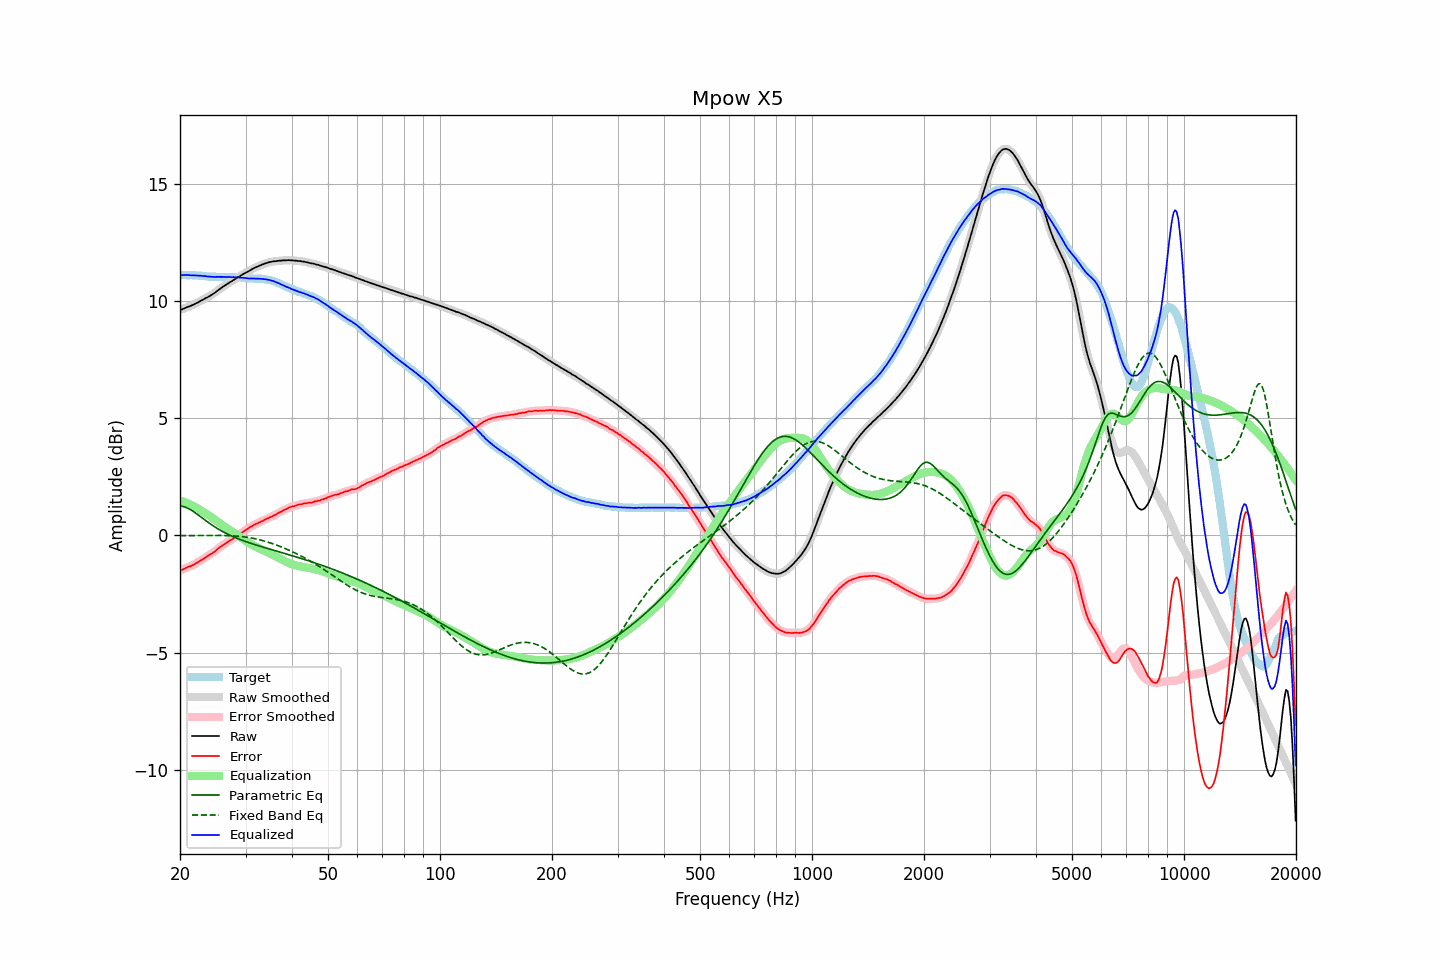 Mpow X5
Amplitude (dBr)
15
10
5
0
−5
−10
Target
Raw Smoothed
Error Smoothed
Raw
Error
Equalization
Parametric Eq
Fixed Band Eq
Equalized
20 50 100 200 500 1000 2000 5000 10000 20000
Frequency (Hz)